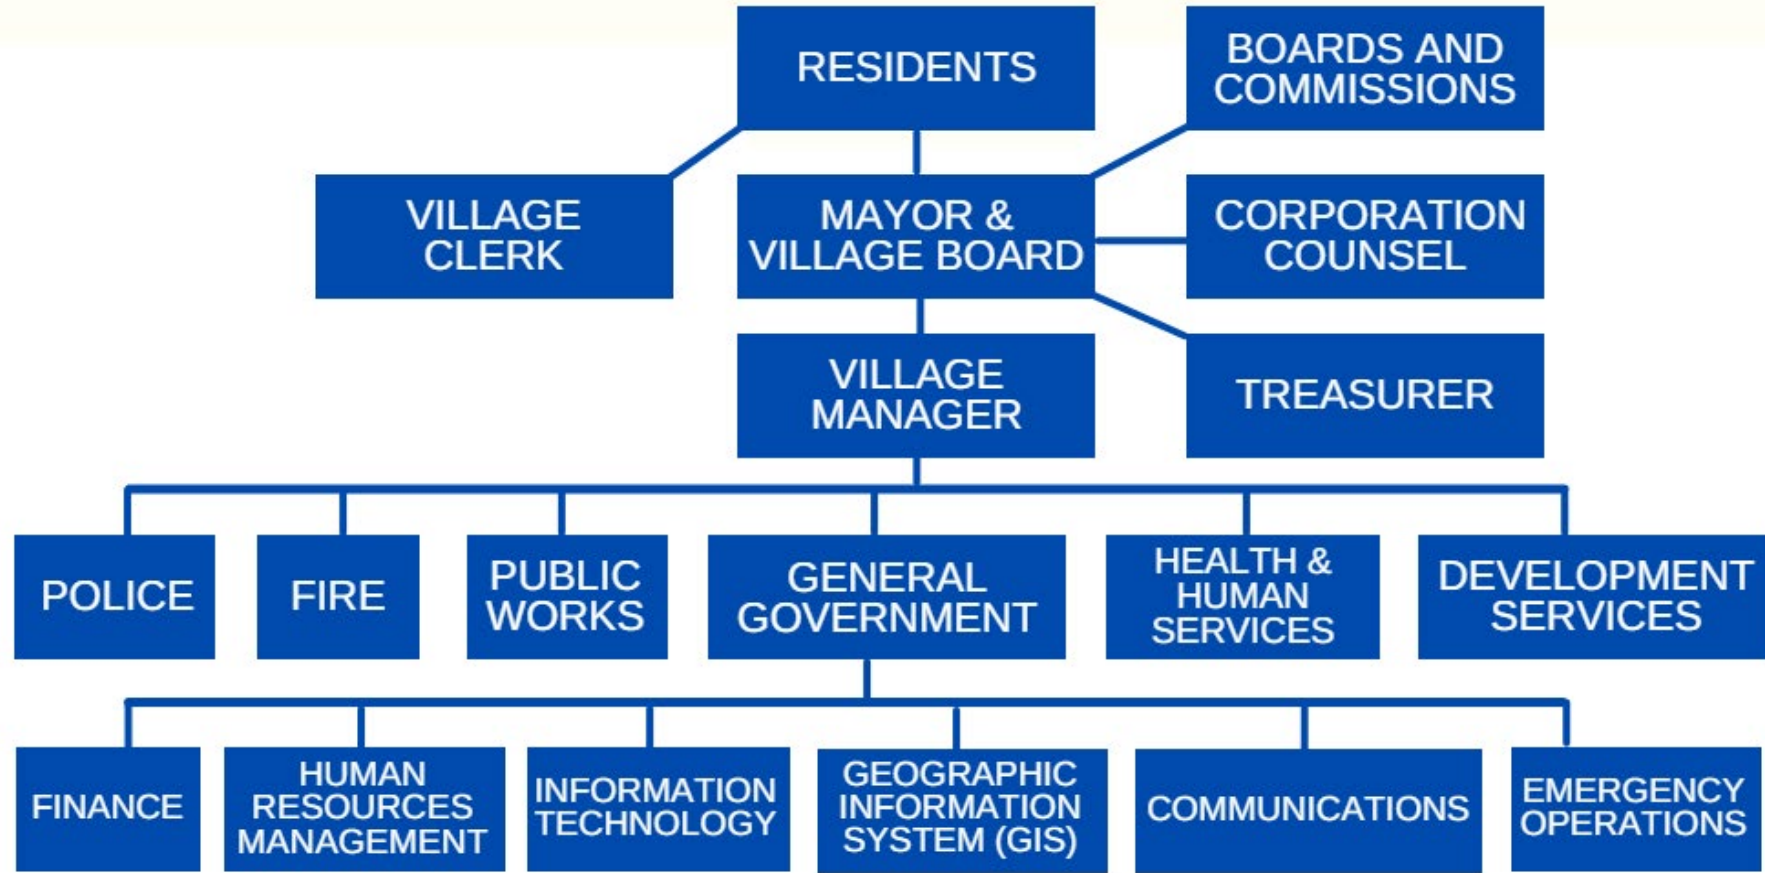 RESIDENTS
BOARDS AND
COMMISSIONS
VILLAGE
CLERK
MAYOR &
VILLAGE BOARD
CORPORATION
COUNSEL
VILLAGE
MANAGER
TREASURER
POLICE
FIRE
PUBLIC
WORKS
GENERAL
GOVERNMENT
HEALTH &
HUMAN
SERVICES
DEVELOPMENT
SERVICES
FINANCE
HUMAN
RESOURCES
MANAGEMENT
INFORMATION
TECHNOLOGY
GEOGRAPHIC
INFORMATION
SYSTEM (GIS)
COMMUNICATIONS
EMERGENCY
OPERATIONS